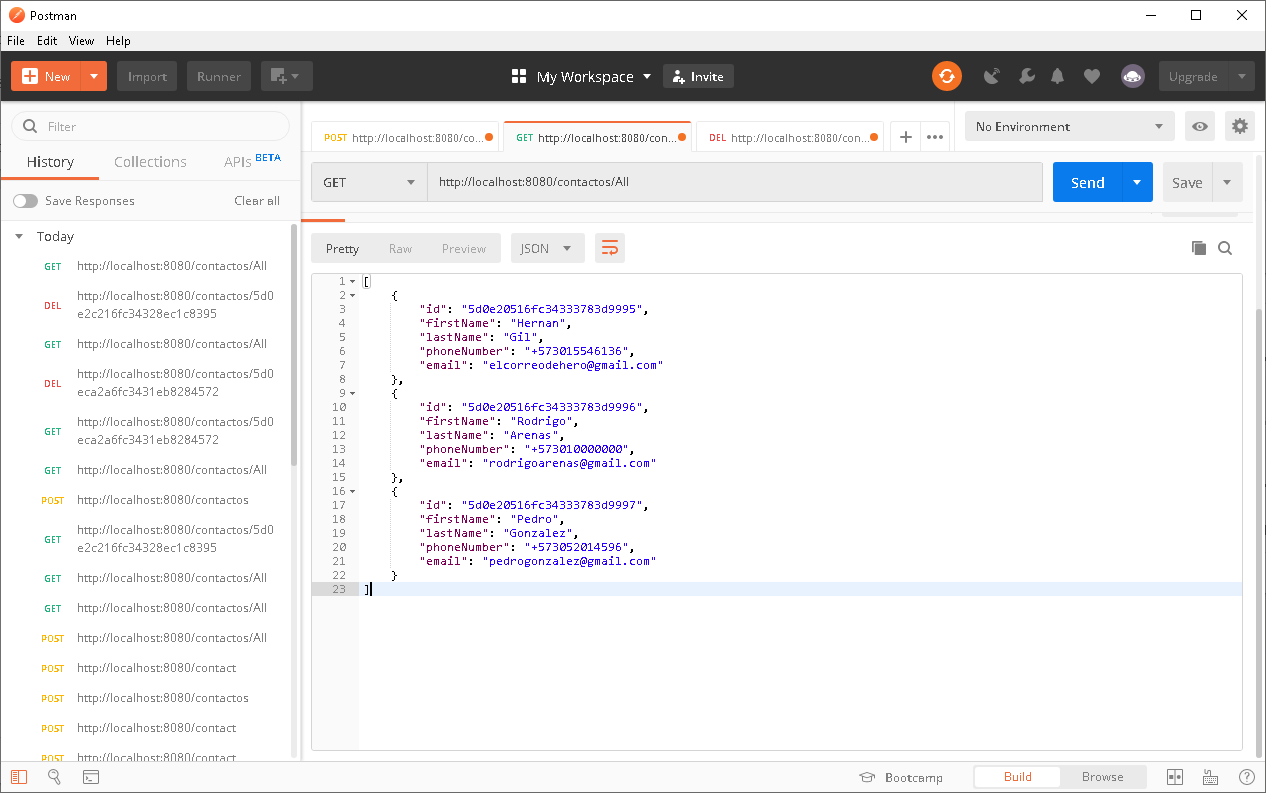 Postman
File Edit View Help
New Import Runner My Workspace Invite Upgrade
Filter
History Collections APIs BETA
Save Responses Clear all
Today
GET http://localhost:8080/contactos/All
DEL http://localhost:8080/contactos/5d0
e2c216fc34328ec1c8395
GET http://localhost:8080/contactos/All
DEL http://localhost:8080/contactos/5d0
eca2a6fc3431eb8284572
GET http://localhost:8080/contactos/5d0
eca2a6fc3431eb8284572
GET http://localhost:8080/contactos/All
POST http://localhost:8080/contactos
GET http://localhost:8080/contactos/5d0
e2c216fc34328ec1c8395
GET http://localhost:8080/contactos/All
GET http://localhost:8080/contactos/All
POST http://localhost:8080/contactos/All
POST http://localhost:8080/contact
POST http://localhost:8080/contactos
POST http://localhost:8080/contact
POST http://localhost:8080/contact
POST http://localhost:8080/co... GET http://localhost:8080/con... DEL http://localhost:8080/con... + ••• No Environment
GET http://localhost:8080/contactos/All Send Save
Pretty Raw Preview JSON
1 [
2 {
3 "id": "5d0e20516fc34333783d9995",
4 "firstName": "Hernan",
5 "lastName": "Gil",
6 "phoneNumber": "+573015546136",
7 "email": "elcorreodehero@gmail.com"
8 },
9 {
10 "id": "5d0e20516fc34333783d9996",
11 "firstName": "Rodrigo",
12 "lastName": "Arenas",
13 "phoneNumber": "+573010000000",
14 "email": "rodrigoarenas@gmail.com"
15 },
16 {
17 "id": "5d0e20516fc34333783d9997",
18 "firstName": "Pedro",
19 "lastName": "Gonzalez",
20 "phoneNumber": "+573052014596",
21 "email": "pedrogonzalez@gmail.com"
22 }
23 ]
Bootcamp Build Browse ?